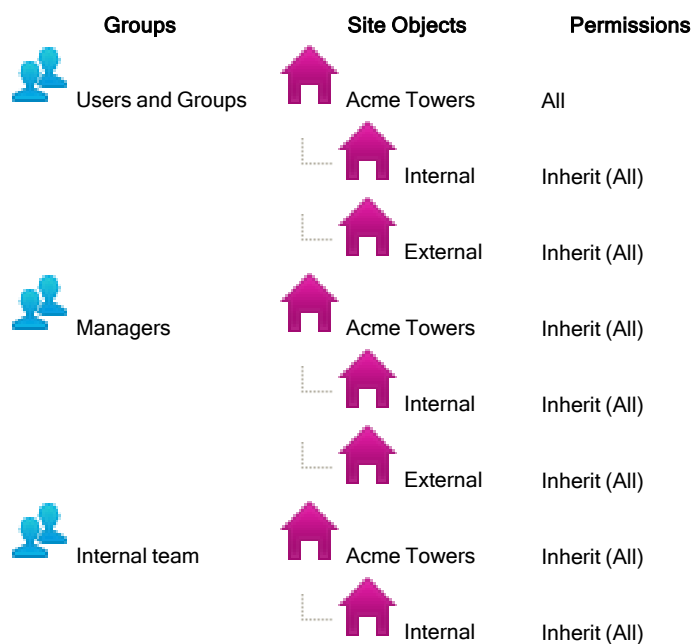 Groups Site Objects Permissions
Users and Groups Acme Towers All
Internal Inherit (All)
External Inherit (All)
Managers Acme Towers Inherit (All)
Internal Inherit (All)
External Inherit (All)
Internal team Acme Towers Inherit (All)
Internal Inherit (All)